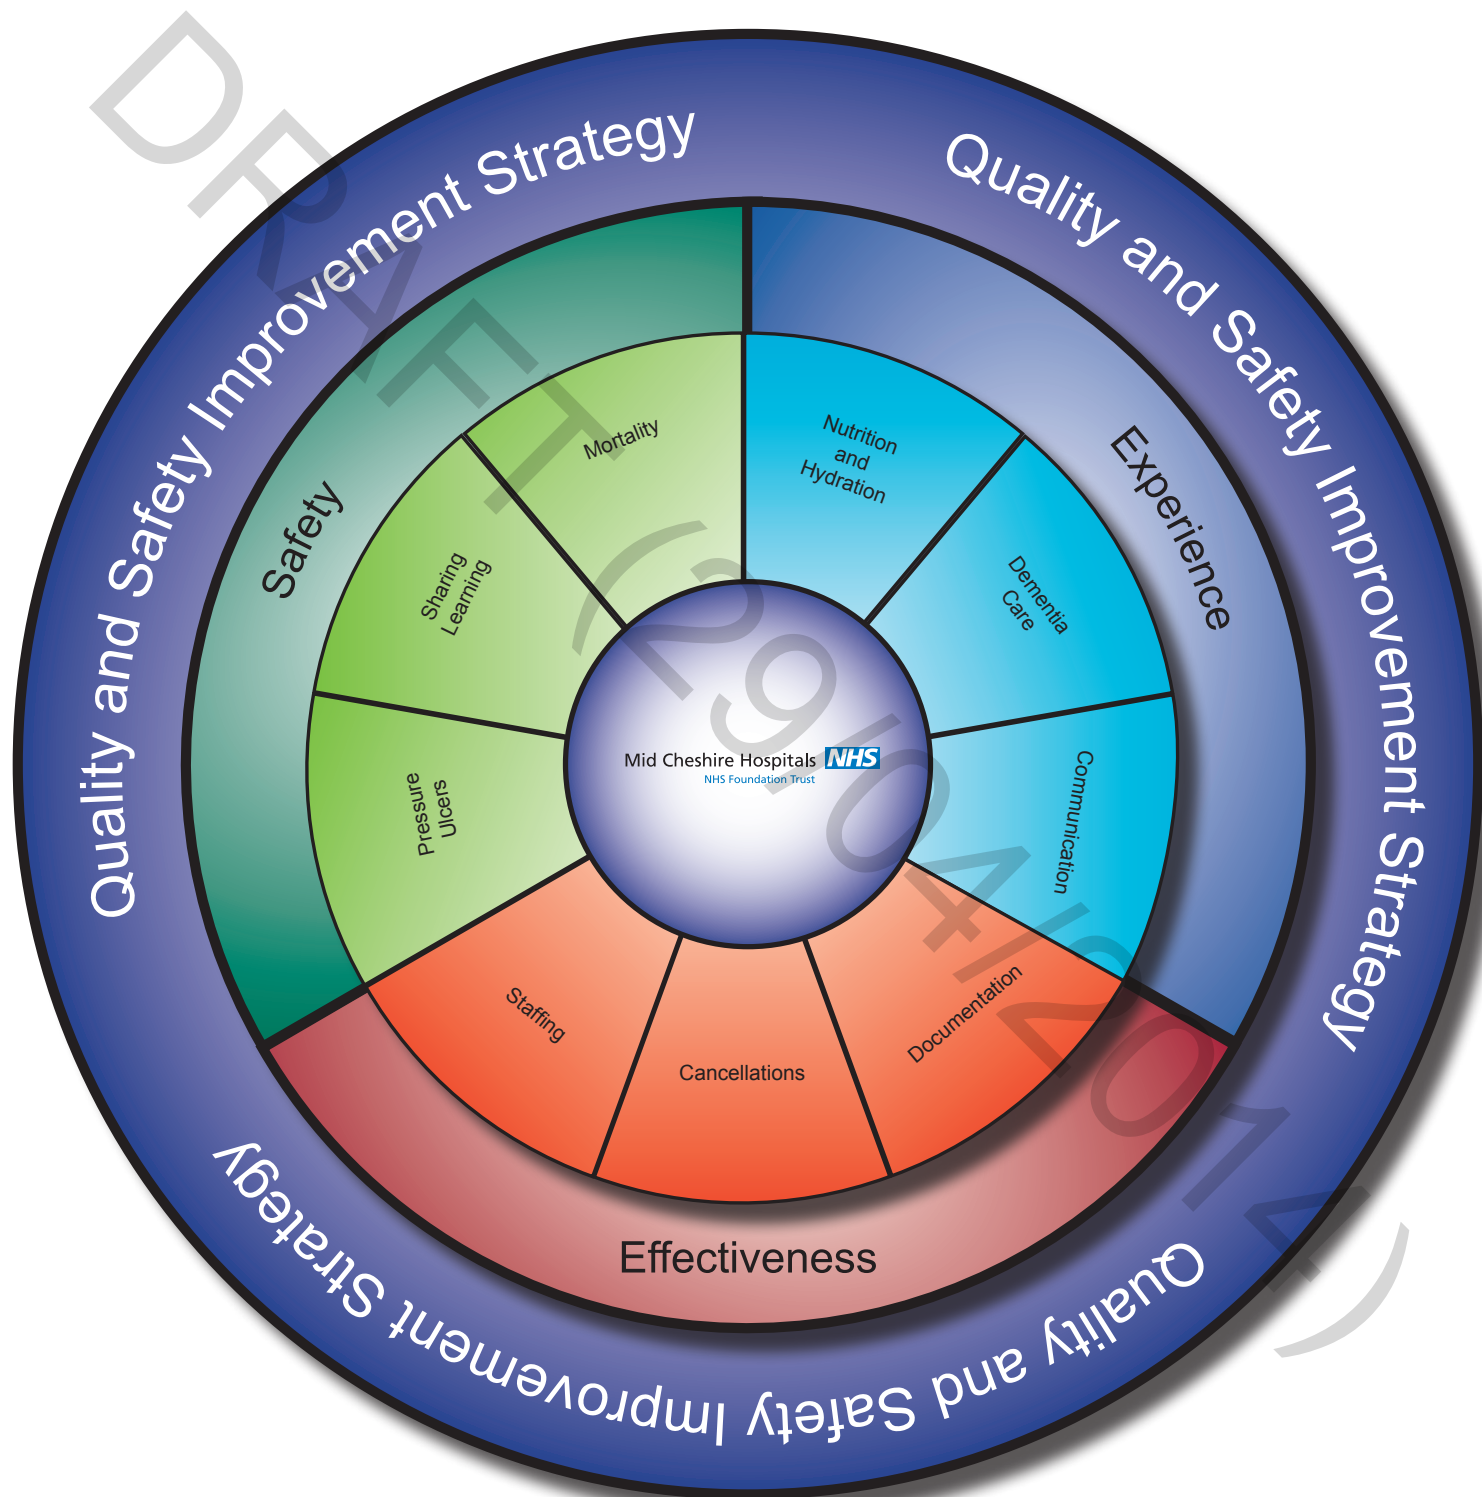 DRAFT (29/04/2014)
Quality and Safety Improvement Strategy
Quality and Safety Improvement Strategy
Quality and Safety Improvement Strategy
Safety
Mortality
Sharing
Learning
Pressure
Ulcers
Experience
Nutrition
and
Hydration
Dementia
Care
Communication
Effectiveness
Documentation
Cancellations
Staffing
Mid Cheshire Hospitals NHS
NHS Foundation Trust